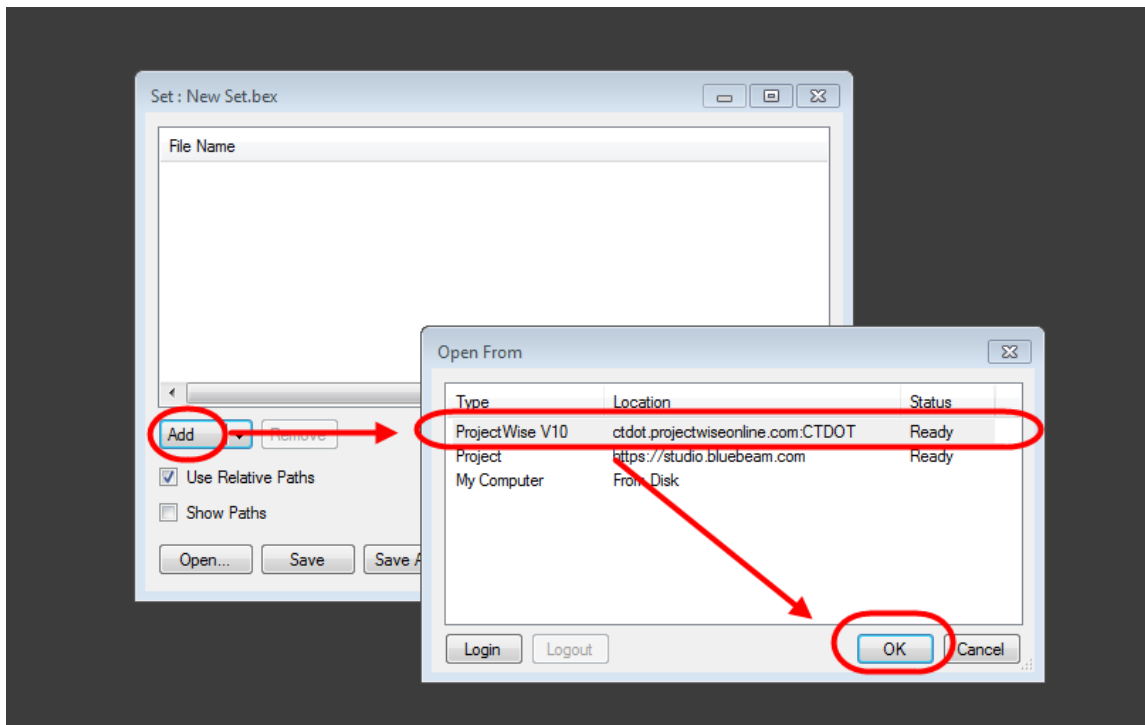 Set : New Set.bex
File Name
Add Remove
Use Relative Paths
Show Paths
Open... Save Save A
Open From
Type Location Status
ProjectWise V10 ctdot.projectwiseonline.com:CTDOT Ready
Project https://studio.bluebeam.com Ready
My Computer From Disk
Login Logout OK Cancel